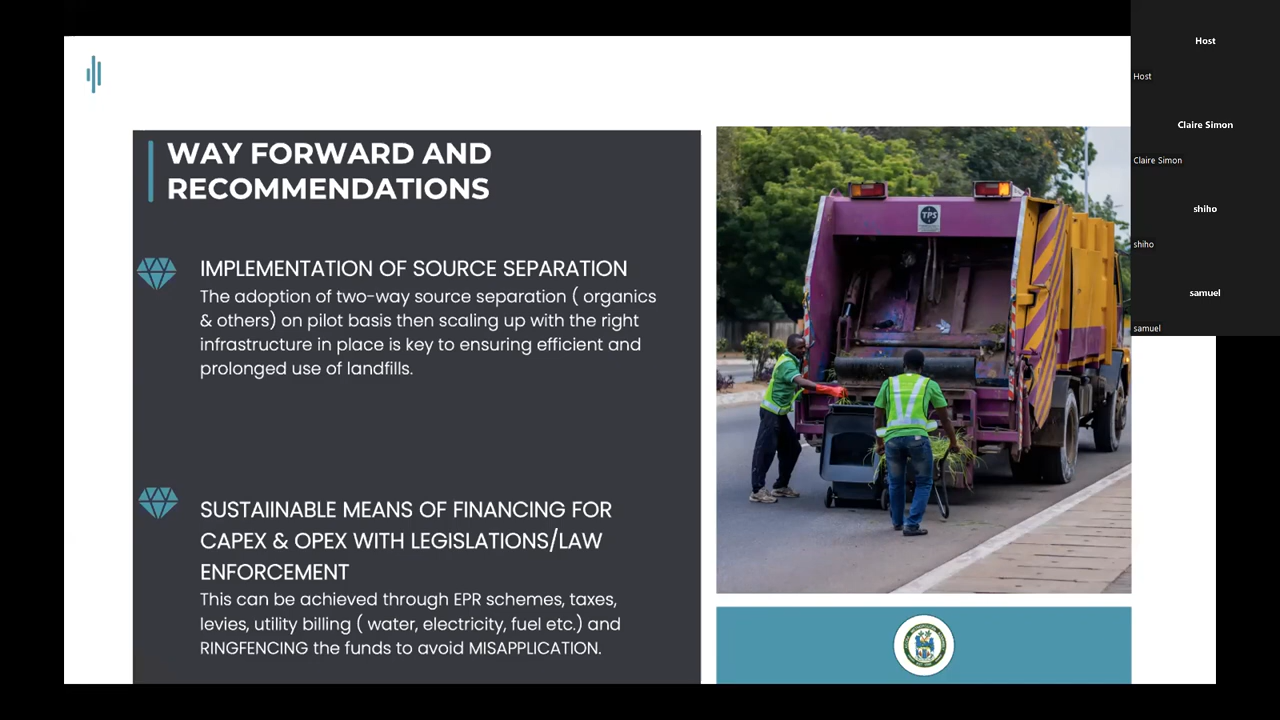 WAY FORWARD AND
RECOMMENDATIONS
IMPLEMENTATION OF SOURCE SEPARATION
The adoption of two-way source separation ( organics
& others) on pilot basis then scaling up with the right
infrastructure in place is key to ensuring efficient and
prolonged use of landfills.
SUSTAIINABLE MEANS OF FINANCING FOR
CAPEX & OPEX WITH LEGISLATIONS/LAW
ENFORCEMENT
This can be achieved through EPR schemes, taxes,
levies, utility billing ( water, electricity, fuel etc.) and
RINGFENCING the funds to avoid MISAPPLICATION.
TPS
Host
Host
Claire Simon
Claire Simon
shiho
shiho
samuel
samuel